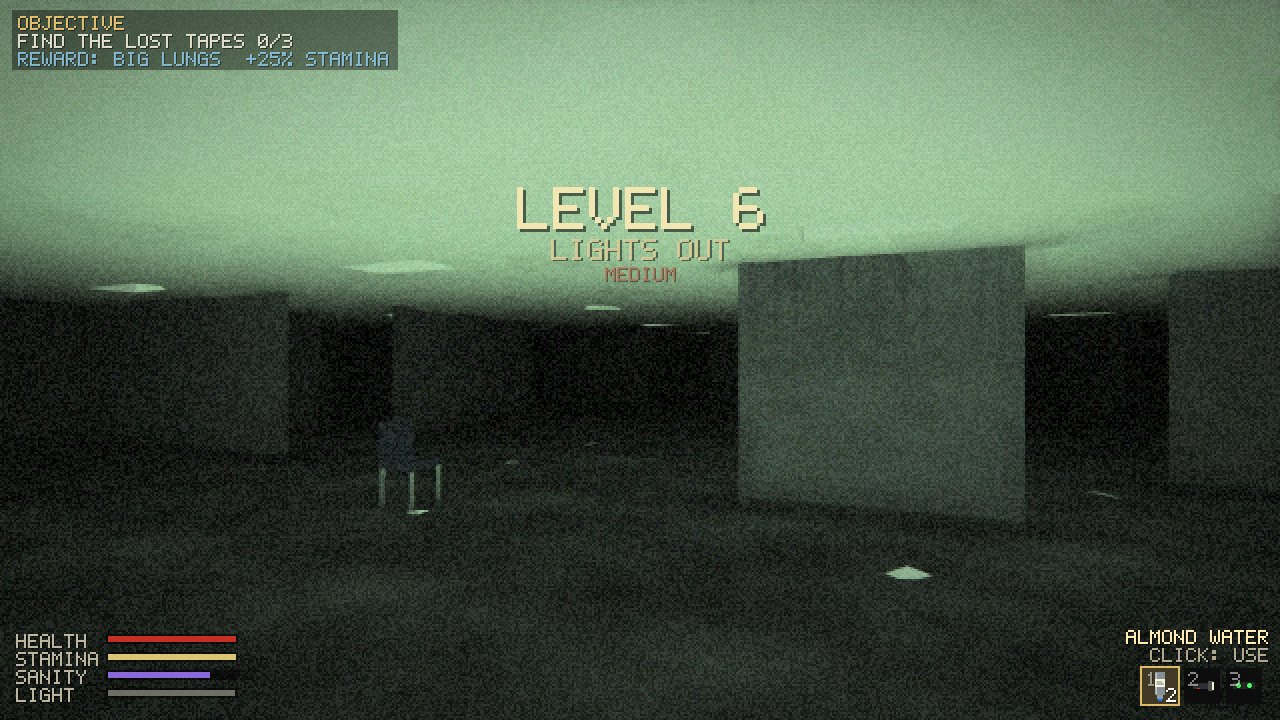 OBJECTIVE
FIND THE LOST TAPES 0/3
REWARD: BIG LUNGS +25% STAMINA
LEVEL 6
LIGHTS OUT
MEDIUM
HEALTH
STAMINA
SANITY
LIGHT
ALMOND WATER
CLICK: USE
1 2 2 3